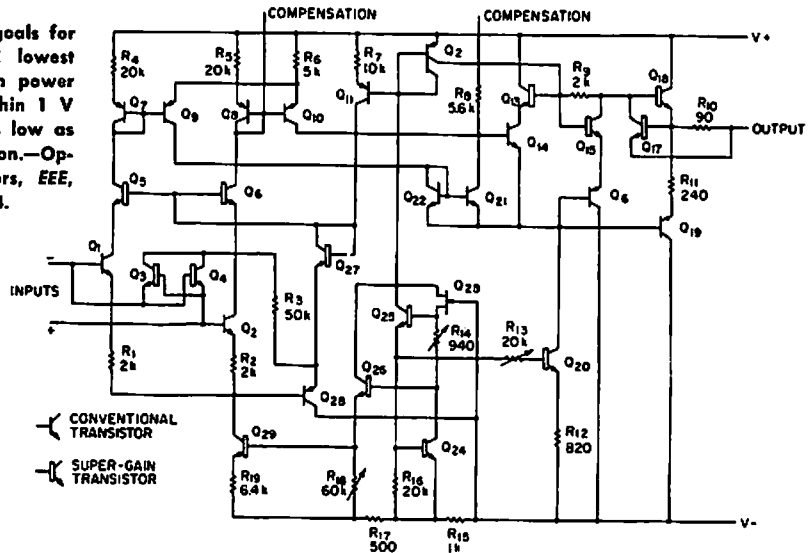 goals for
lowest
power
hin 1 V
low as
on.—Op-
ors, EEE,
4.
COMPENSATION
COMPENSATION
V+
R4
20k
R5
20k
R6
5k
R7
10k
Q2
R8
5.6k
R9
2k
Q18
Q7
Q9
Q8
Q10
Q11
Q13
Q14
Q15
Q17
R10
90
OUTPUT
Q5
Q6
Q22
Q21
Q6
R11
240
Q19
Q1
Q27
INPUTS
−
+
Q3
Q4
R3
50k
Q2
Q25
Q23
R14
940
R13
20k
Q20
R1
2k
R2
2k
Q28
Q26
Q29
Q24
R12
820
CONVENTIONAL
TRANSISTOR
SUPER-GAIN
TRANSISTOR
R19
6.4k
R18
60k
R16
20k
R17
500
R15
1k
V−